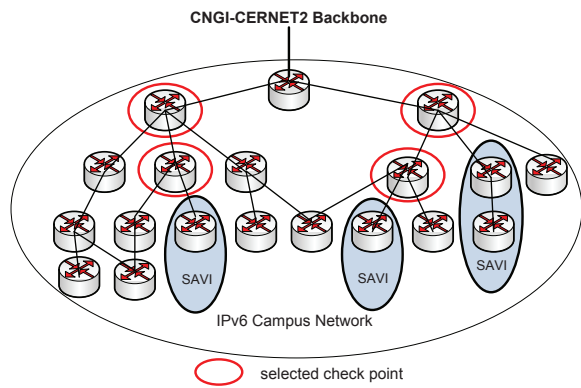 CNGI-CERNET2 Backbone
SAVI
SAVI
SAVI
IPv6 Campus Network
selected check point